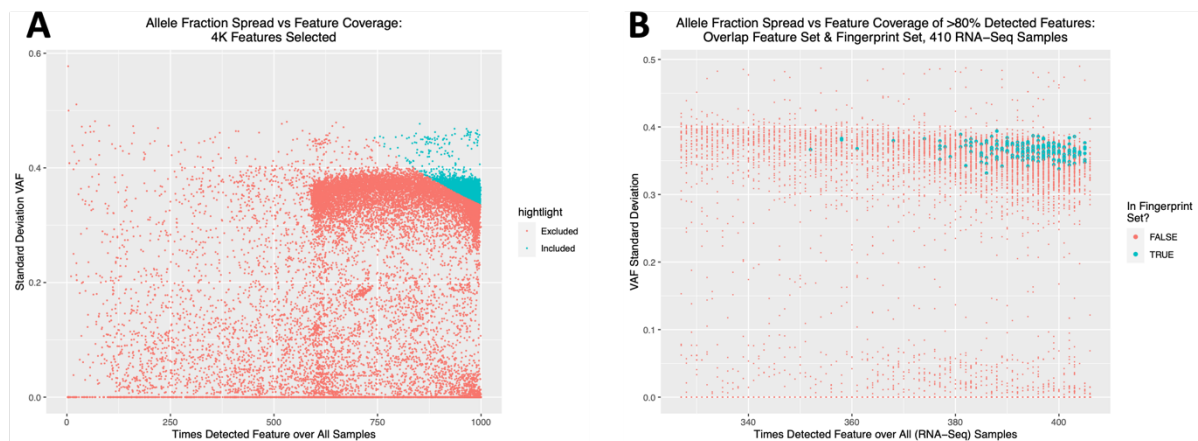 A
Allele Fraction Spread vs Feature Coverage:
4K Features Selected
0.6
0.4
0.2
0.0
Standard Deviation VAF
0
250
500
750
1000
Times Detected Feature over All Samples
hightlight
Excluded
Included
B
Allele Fraction Spread vs Feature Coverage of >80% Detected Features:
Overlap Feature Set & Fingerprint Set, 410 RNA-Seq Samples
0.5
0.4
0.3
0.2
0.1
0.0
VAF Standard Deviation
340
360
380
400
Times Detected Feature over All (RNA-Seq) Samples
In Fingerprint
Set?
FALSE
TRUE